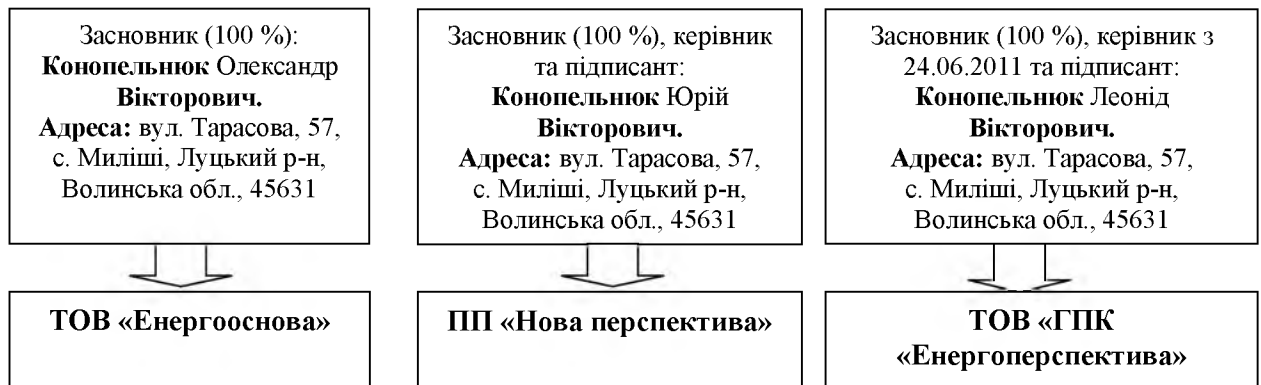 Засновник (100 %):
Конопельнюк Олександр
Вікторович.
Адреса: вул. Тарасова, 57,
с. Миліші, Луцький р-н,
Волинська обл., 45631
Засновник (100 %), керівник
та підписант:
Конопельнюк Юрій
Вікторович.
Адреса: вул. Тарасова, 57,
с. Миліші, Луцький р-н,
Волинська обл., 45631
Засновник (100 %), керівник з
24.06.2011 та підписант:
Конопельнюк Леонід
Вікторович.
Адреса: вул. Тарасова, 57,
с. Миліші, Луцький р-н,
Волинська обл., 45631
ТОВ «Енергооснова»
ПП «Нова перспектива»
ТОВ «ГПК
«Енергоперспектива»